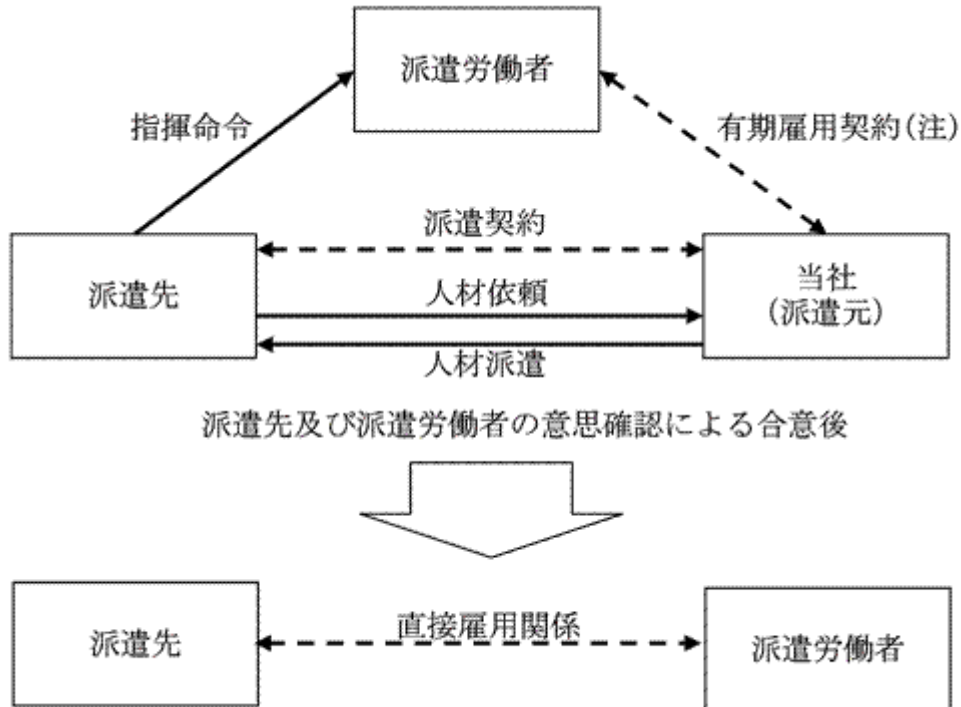 派遣労働者
指揮命令
有期雇用契約(注)
派遣契約
派遣先
人材依頼
当社
(派遣元)
人材派遣
派遣先及び派遣労働者の意思確認による合意後
派遣先
直接雇用関係
派遣労働者